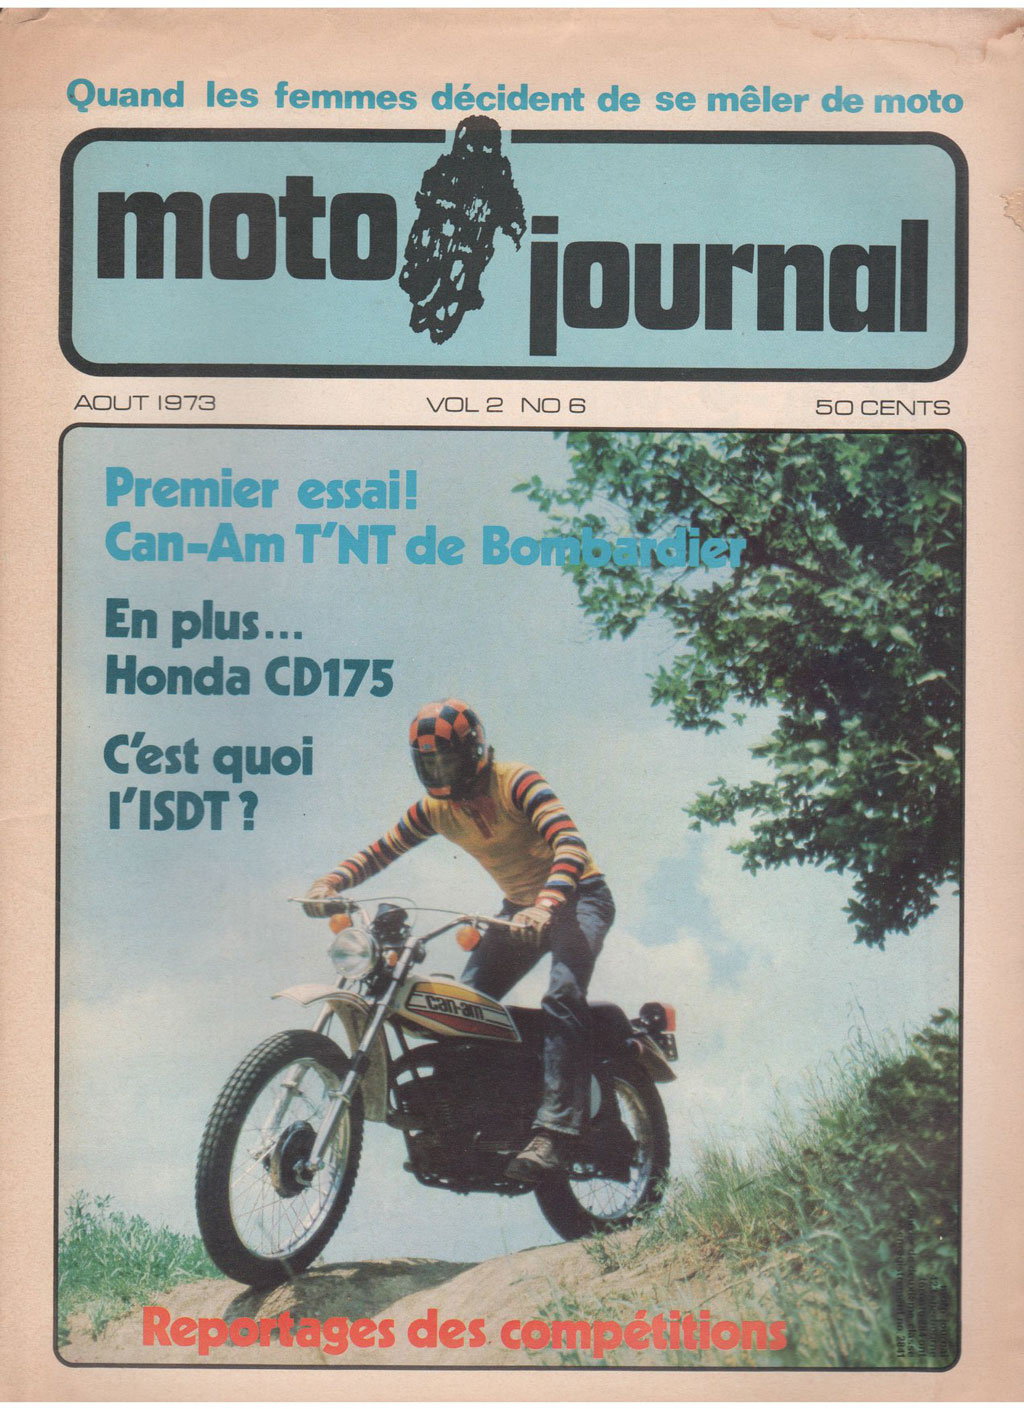 Quand les femmes décident de se mêler de moto
moto
journal
AOUT 1973 VOL 2 NO 6 50 CENTS
Premier essai!
Can-Am T'NT de Bombardier
En plus...
Honda CD175
C'est quoi
l'ISDT?
can-am
Reportages des compétitions